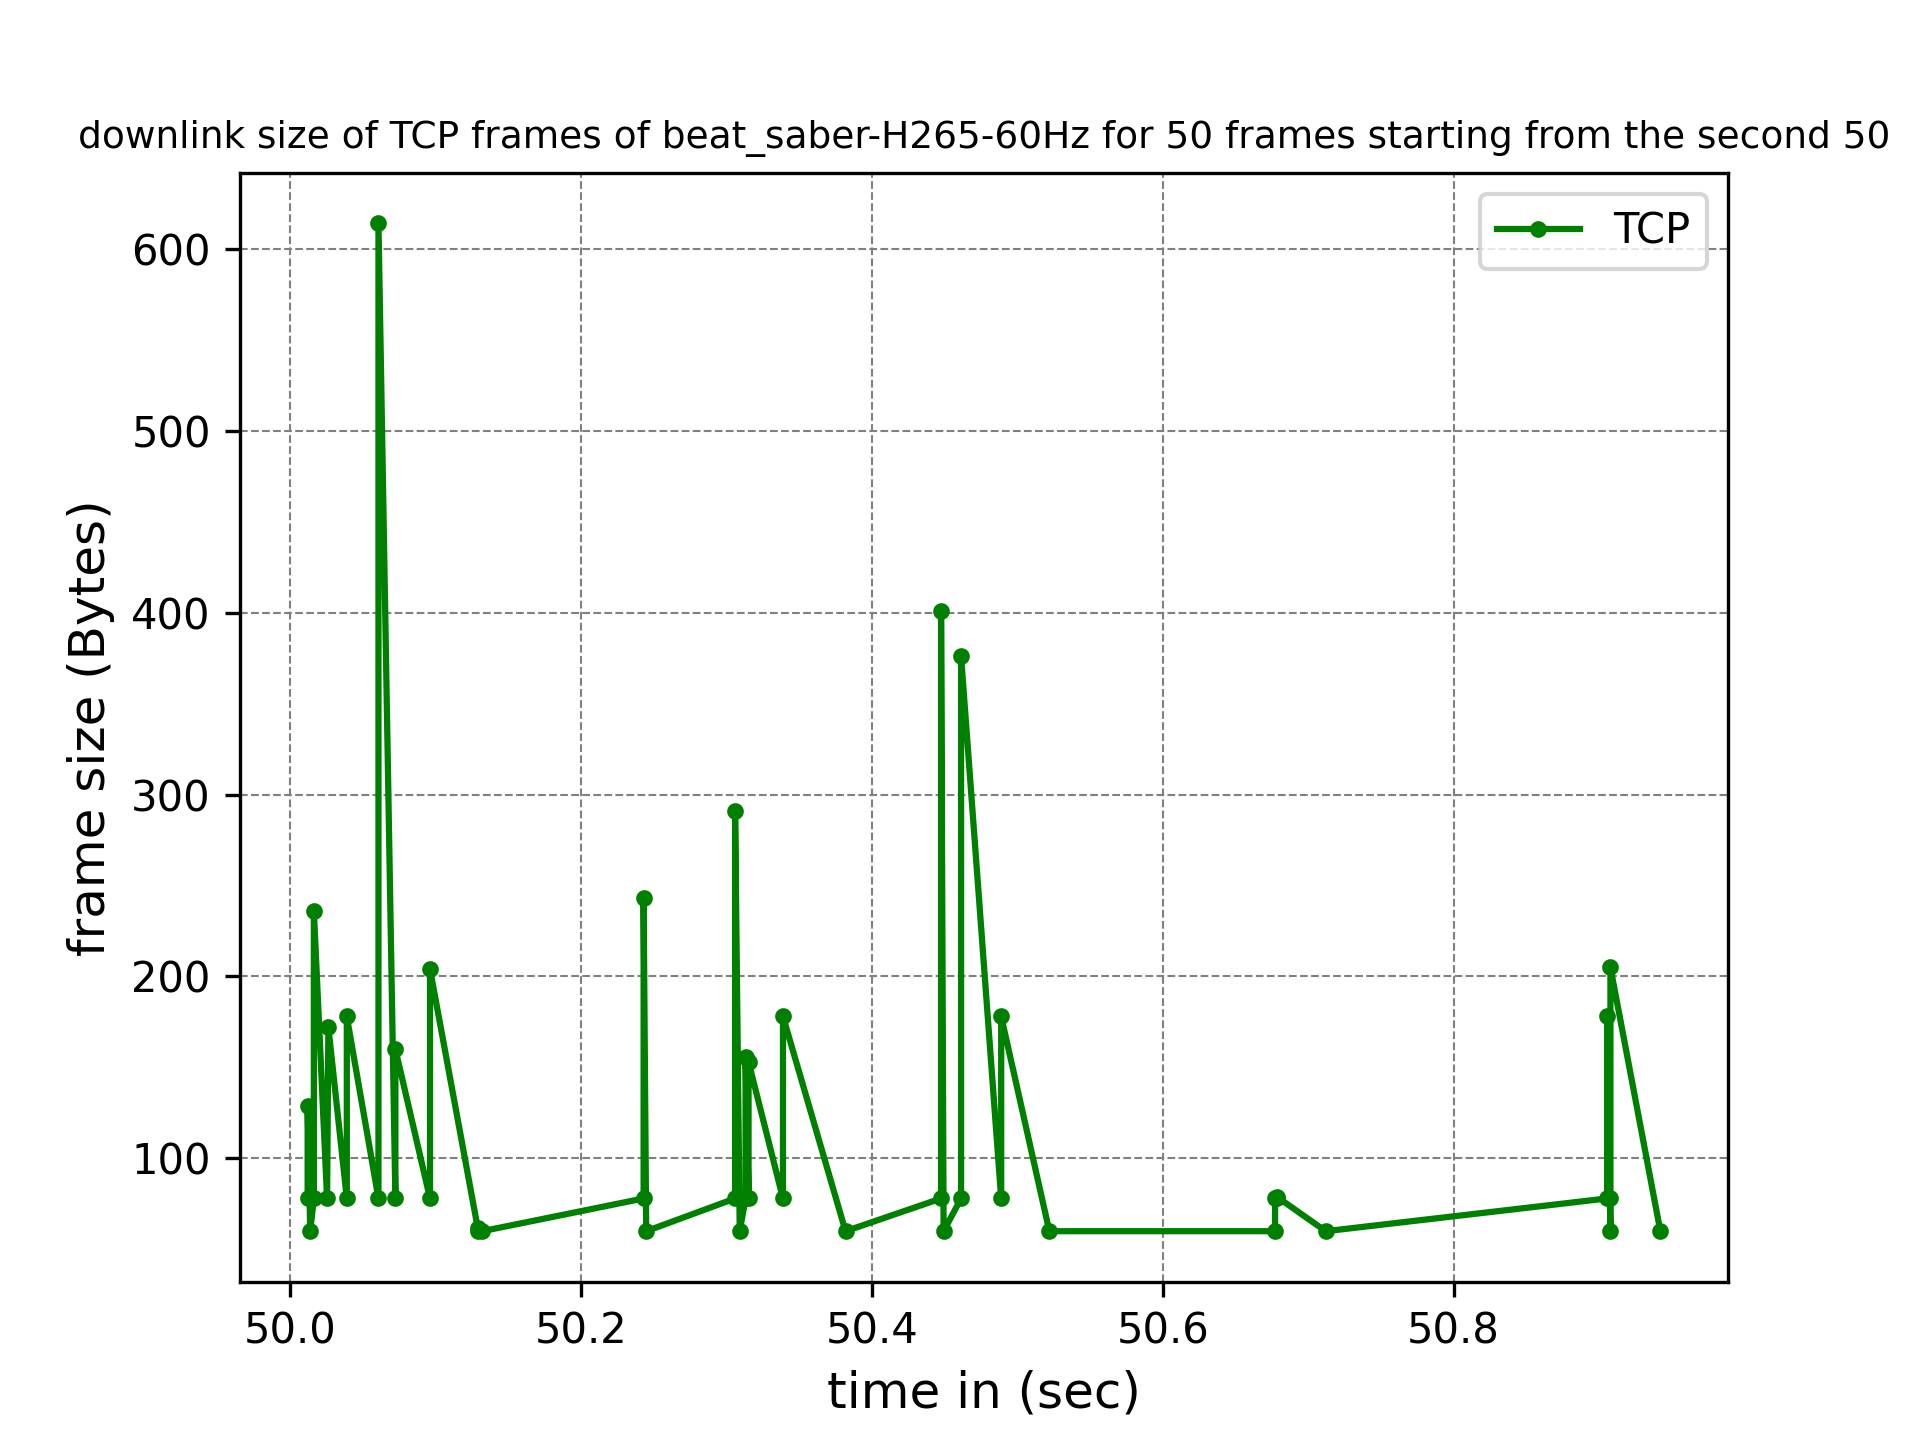 downlink size of TCP frames of beat_saber-H265-60Hz for 50 frames starting from the second 50
TCP
600
500
400
300
200
100
frame size (Bytes)
50.0 50.2 50.4 50.6 50.8
time in (sec)